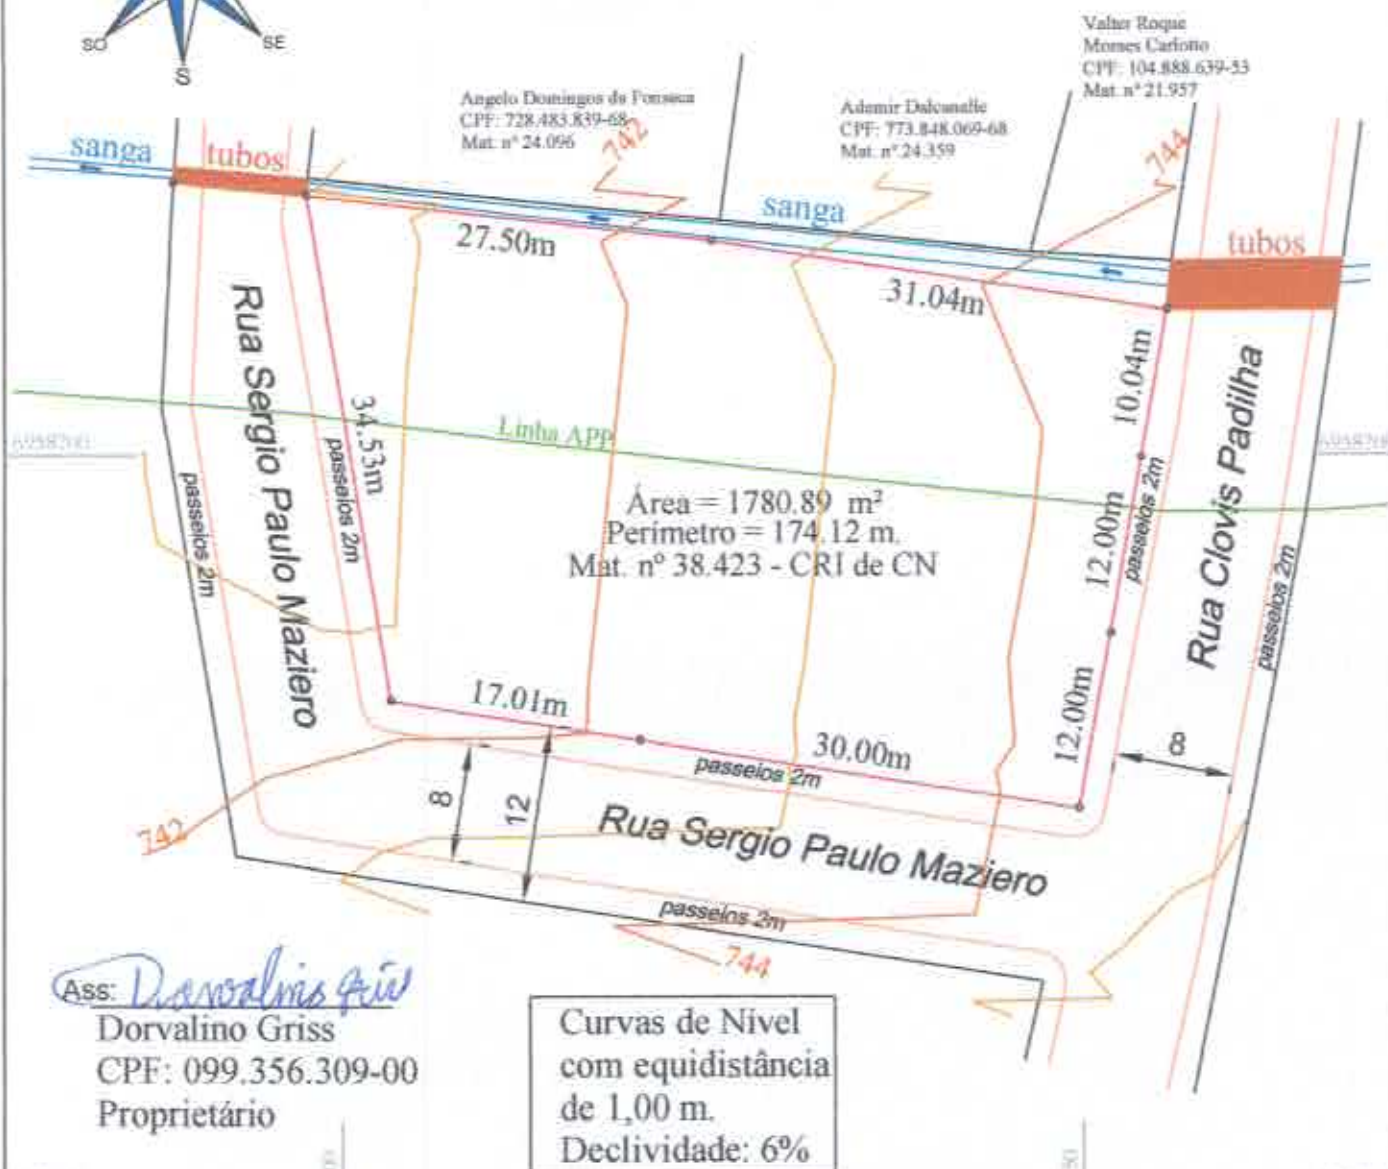 SO
SE
S
Valter Roque
Moraes Carlotto
CPF: 104.888.639-53
Mat. nº 21.957
Angelo Domingos da Fonseca
CPF: 728.483.839-68
Mat. nº 24.096
742
Ademir Dalcanalle
CPF: 773.848.069-68
Mat. nº 24.359
744
sanga
tubos
sanga
tubos
27.50m
31.04m
10.04m
Rua Sergio Paulo Maziero
34.53m
passeios 2m
passeios 2m
Linha APP
6958700
Área = 1780.89 m²
Perímetro = 174.12 m.
Mat. nº 38.423 - CRI de CN
12.00m
passeios 2m
Rua Clovis Padilha
passeios 2m
12.00m
17.01m
30.00m
passeios 2m
8
8
12
742
Rua Sergio Paulo Maziero
passeios 2m
744
Ass: Dorvalino Griss
Dorvalino Griss
CPF: 099.356.309-00
Proprietário
Curvas de Nível
com equidistância
de 1,00 m.
Declividade: 6%